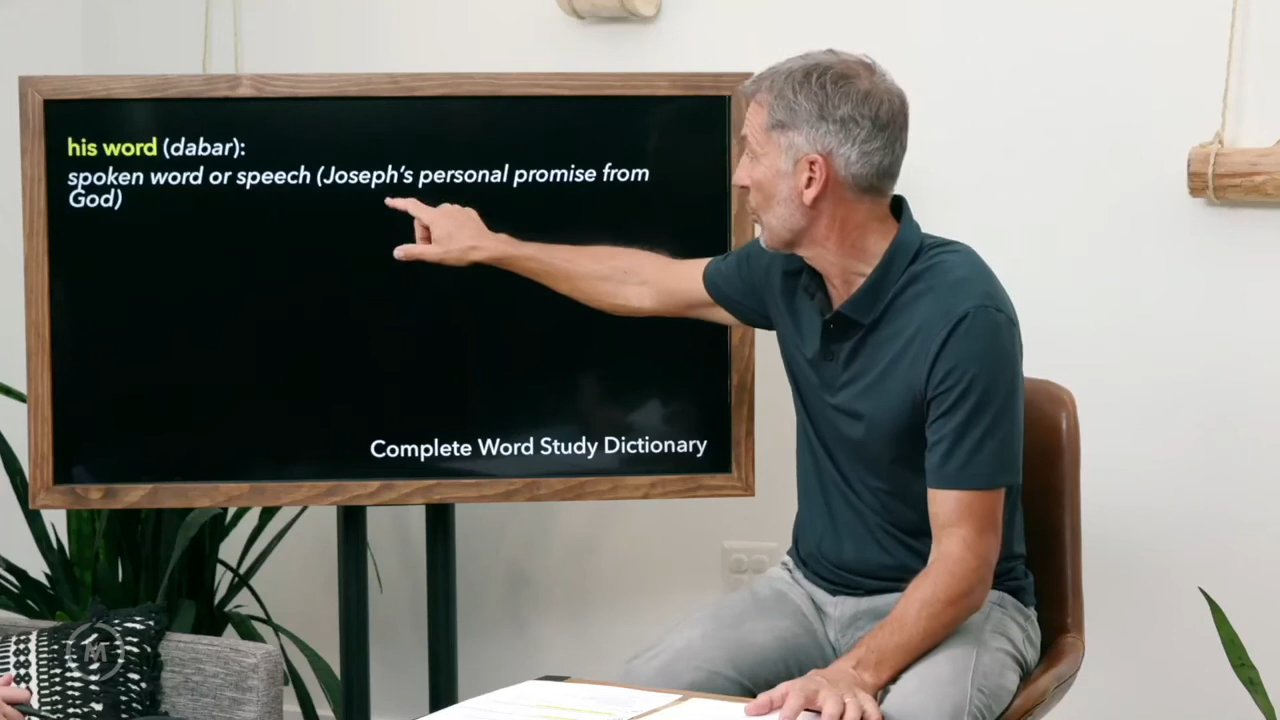 his word (dabar):
spoken word or speech (Joseph's personal promise from
God)
Complete Word Study Dictionary
M